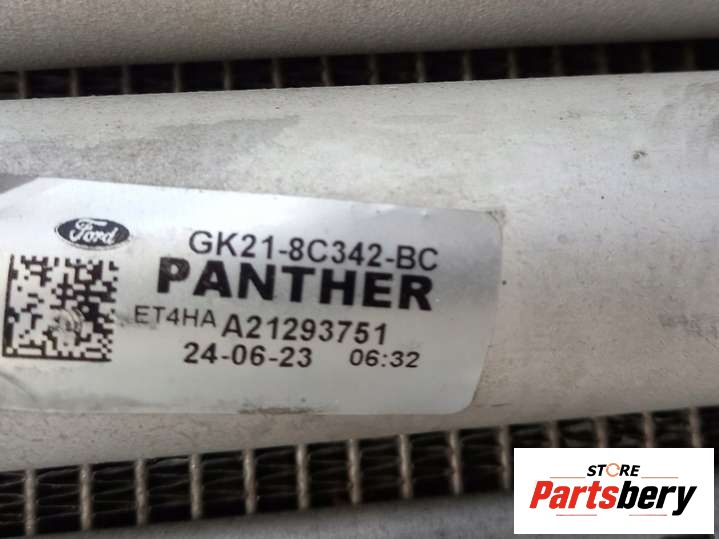 Ford
GK21-8C342-BC
PANTHER
ET4HA A21293751
24-06-23 06:32
STORE
Partsbery